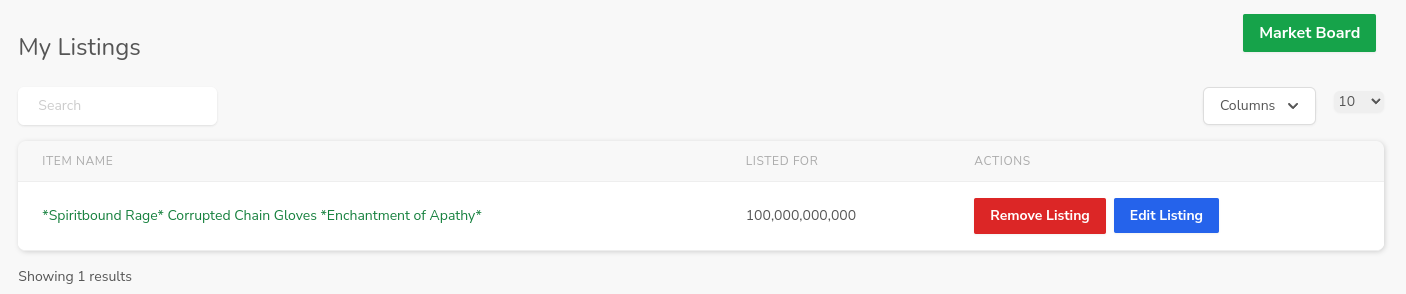 Market Board
My Listings
Search
Columns
10
ITEM NAME LISTED FOR ACTIONS
*Spiritbound Rage* Corrupted Chain Gloves *Enchantment of Apathy* 100,000,000,000 Remove Listing Edit Listing
Showing 1 results